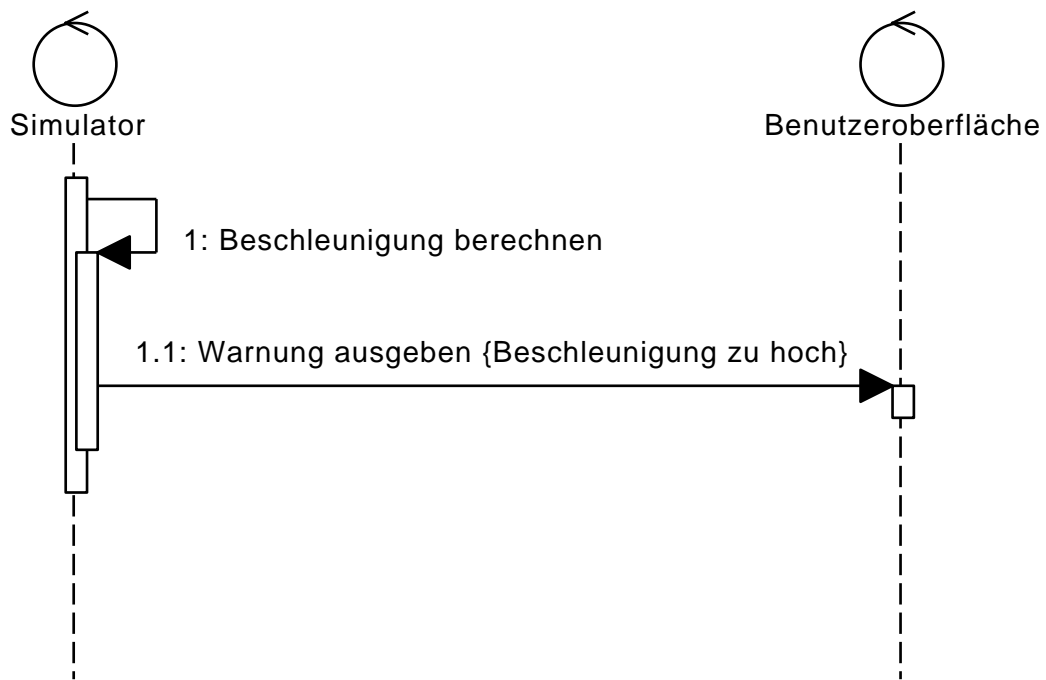 Simulator
Benutzeroberfläche
1: Beschleunigung berechnen
1.1: Warnung ausgeben {Beschleunigung zu hoch}